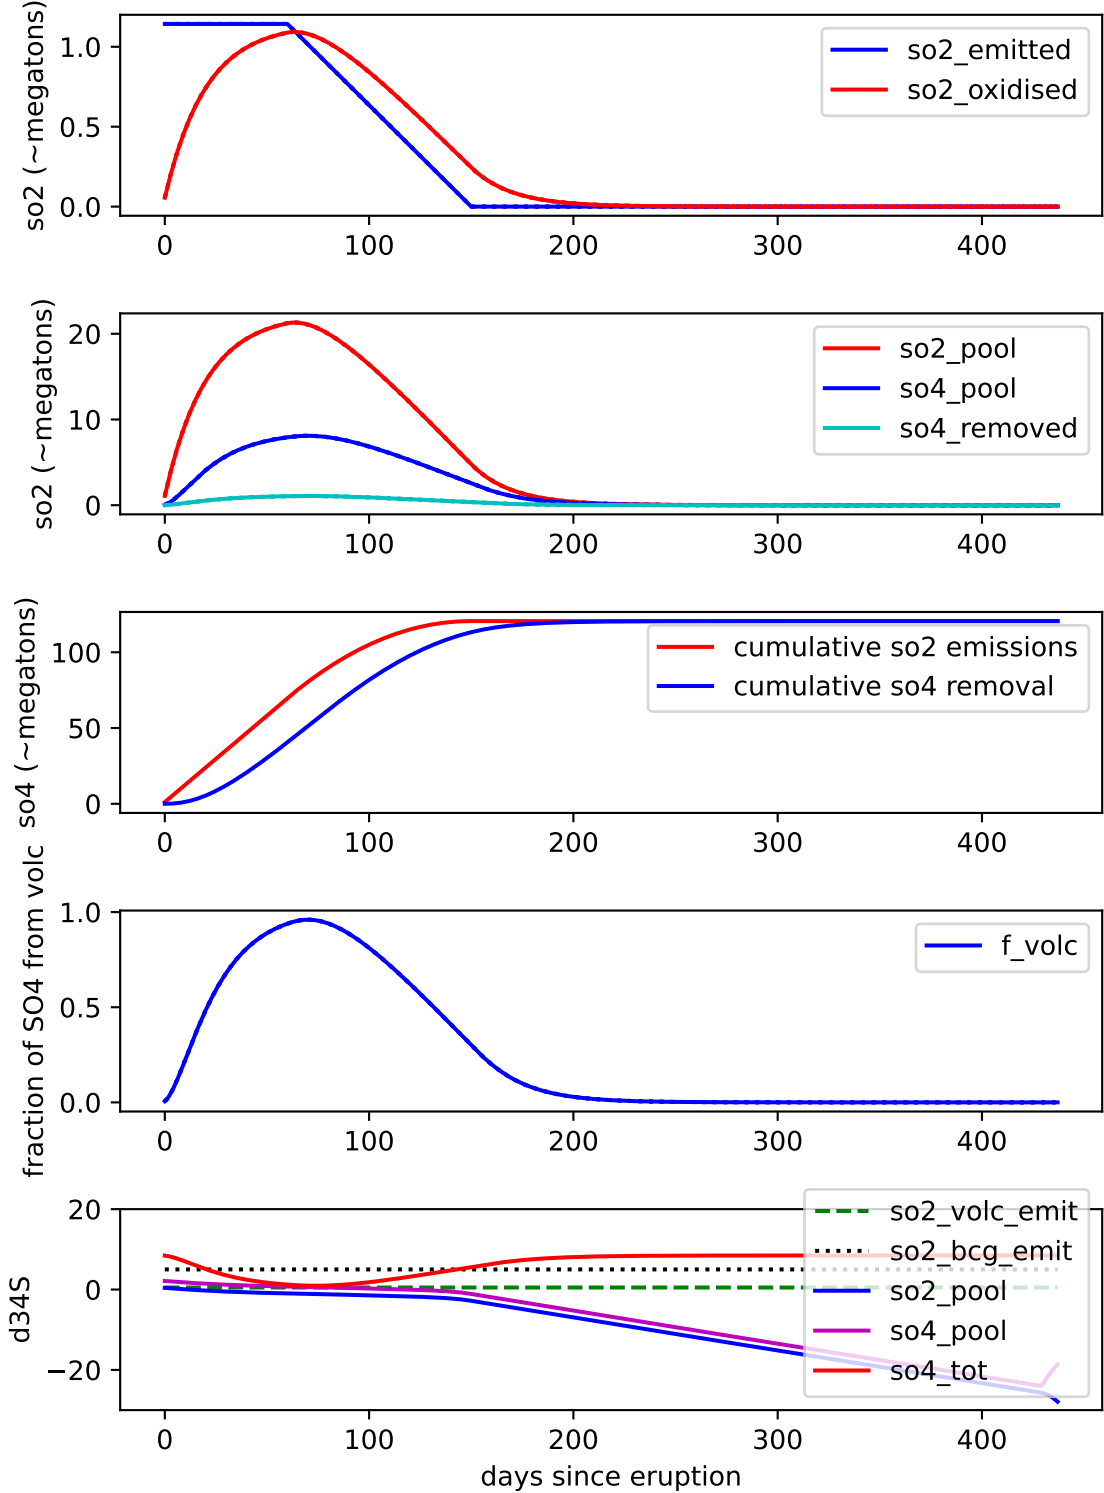 so2 (~megatons)
1.0
0.5
0.0
so2_emitted
so2_oxidised
0 100 200 300 400
so2 (~megatons)
20
10
0
so2_pool
so4_pool
so4_removed
0 100 200 300 400
so4 (~megatons)
100
50
0
cumulative so2 emissions
cumulative so4 removal
0 100 200 300 400
fraction of SO4 from volc
1.0
0.5
0.0
f_volc
0 100 200 300 400
d34S
20
0
−20
so2_volc_emit
so2_bcg_emit
so2_pool
so4_pool
so4_tot
0 100 200 300 400
days since eruption